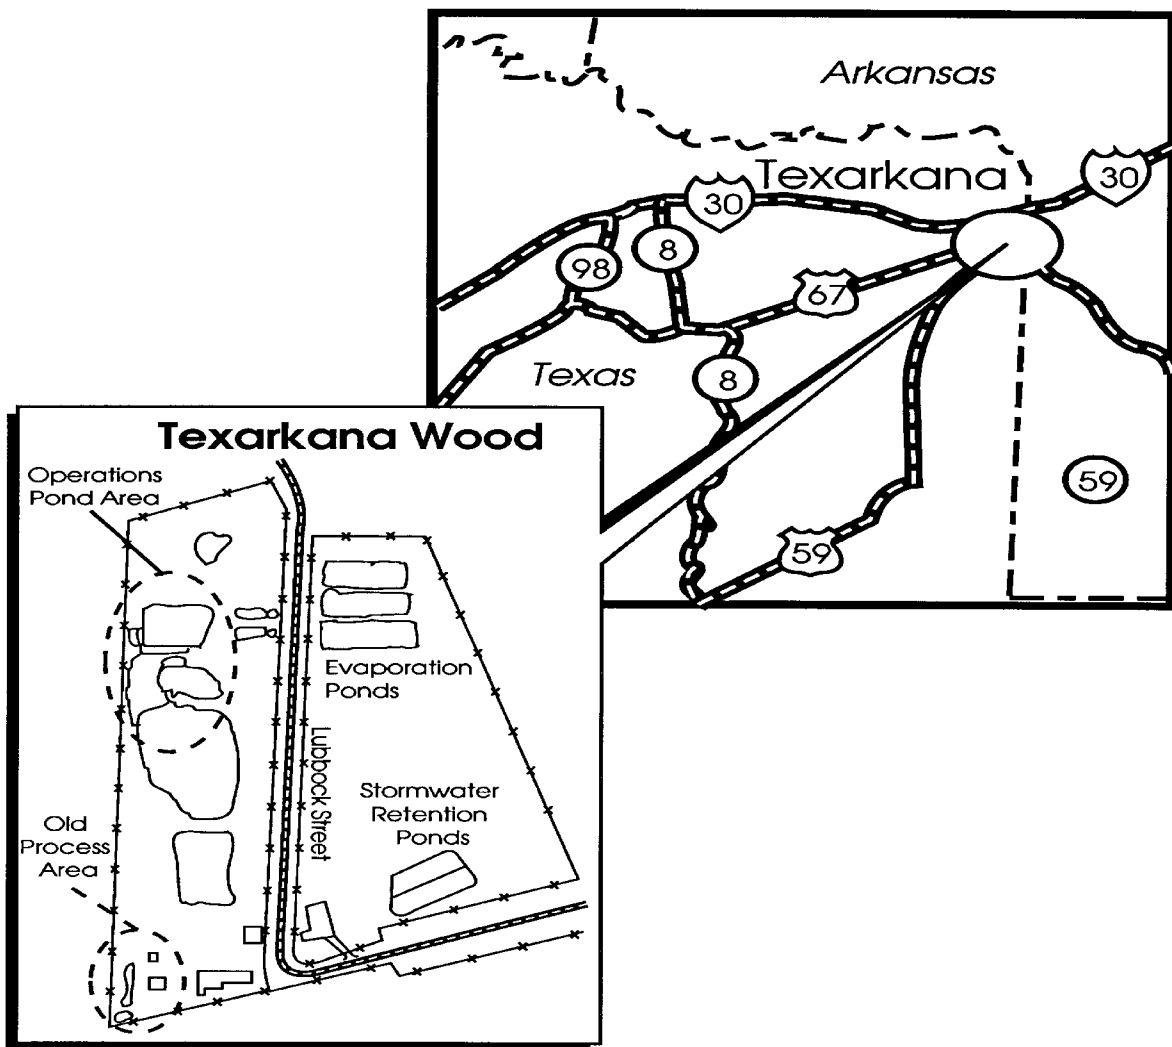 Arkansas
Texarkana
30
30
98
8
67
Texas
8
59
59
Texarkana Wood
Operations
Pond Area
Evaporation
Ponds
Lubbock Street
Stormwater
Retention
Ponds
Old
Process
Area